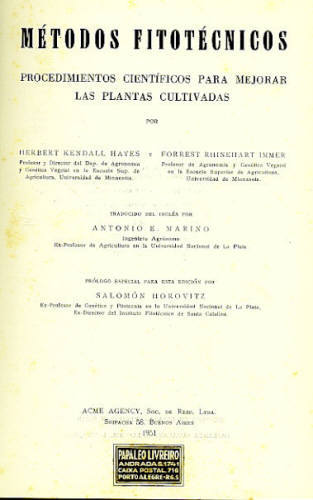 MÉTODOS FITOTÉCNICOS
PROCEDIMIENTOS CIENTÍFICOS PARA MEJORAR
LAS PLANTAS CULTIVADAS
POR
HERBERT KENDALL HAYES Y FORREST RHINEHART IMMER
Profesor y Director del Dep. de Agronomía
y Genética Vegetal en la Escuela Sup. de
Agricultura, Universidad de Minnesota.
Profesor de Agronomía y Genética Vegetal
en la Escuela Superior de Agricultura,
Universidad de Minnesota.
TRADUCIDO DEL INGLÉS POR
ANTONIO E. MARINO
Ingeniero Agrónomo
Ex-Profesor de Agricultura en la Universidad Nacional de La Plata
PRÓLOGO ESPECIAL PARA ESTA EDICIÓN POR
SALOMÓN HOROVITZ
Ex-Profesor de Genética y Fitotecnia en la Universidad Nacional de La Plata,
Ex-Director del Instituto Fitotécnico de Santa Catalina.
ACME AGENCY, Soc. de Resp. Ltda.
Suipacha 58, Buenos Aires
1951
PAPALÉO LIVREIRO
ANDRADAS, 1741
CAIXA POSTAL, 716
PORTO ALEGRE - RGS